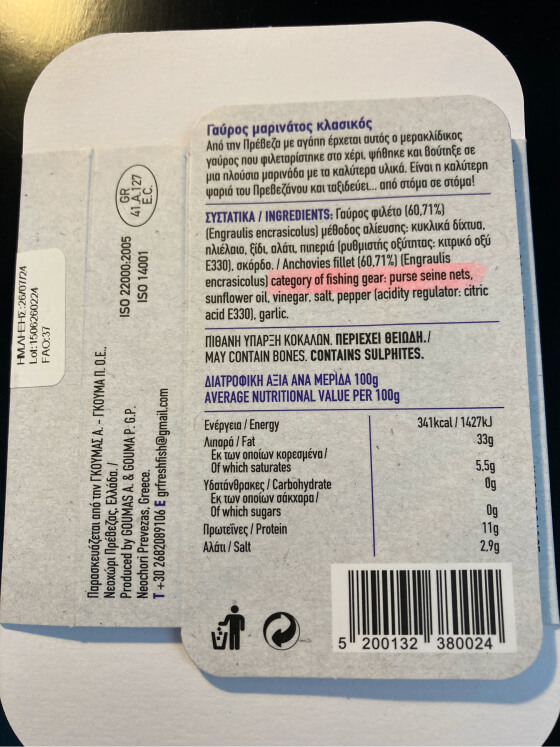 Γαύρος μαρινάτος κλασικός
Από την Πρέβεζα με αγάπη έρχεται αυτός ο μερακλίδικος
γαύρος που φιλεταρίστηκε στο χέρι, ψήθηκε και βούτηξε σε
μια πλούσια μαρινάδα με τα καλύτερα υλικά. Είναι η καλύτερη
ψαριά του Πρεβεζάνου και ταξιδεύει... από στόμα σε στόμα!
ΣΥΣΤΑΤΙΚΑ / INGREDIENTS: Γαύρος φιλέτο (60,71%)
(Engraulis encrasicolus) μέθοδος αλίευσης: κυκλικά δίχτυα,
ηλιέλαιο, ξίδι, αλάτι, πιπεριά (ρυθμιστής οξύτητας: κιτρικό οξύ
E330), σκόρδο. / Anchovies fillet (60,71%) (Engraulis
encrasicolus) category of fishing gear: purse seine nets,
sunflower oil, vinegar, salt, pepper (acidity regulator: citric
acid E330), garlic.
ΠΙΘΑΝΗ ΥΠΑΡΞΗ ΚΟΚΑΛΩΝ. ΠΕΡΙΕΧΕΙ ΘΕΙΩΔΗ./
MAY CONTAIN BONES. CONTAINS SULPHITES.
ΔΙΑΤΡΟΦΙΚΗ ΑΞΙΑ ΑΝΑ ΜΕΡΙΔΑ 100g
AVERAGE NUTRITIONAL VALUE PER 100g
Ενέργεια / Energy 341kcal / 1427kJ
Λιπαρά / Fat 33g
Εκ των οποίων κορεσμένα /
Of which saturates 5,5g
Υδατάνθρακες / Carbohydrate 0g
Εκ των οποίων σάκχαρα /
Of which sugars 0g
Πρωτεΐνες / Protein 11g
Αλάτι / Salt 2,9g
5 200132 380024
GR
41 A.127
E.C.
ISO 22000:2005
ISO 14001
Παρασκευάζεται από την ΓΚΟΥΜΑΣ Α. - ΓΚΟΥΜΑ Π. Ο.Ε.,
Νεοχώρι Πρέβεζας, Ελλάδα. /
Produced by GOUMAS A. & GOUMA P. G.P.
Neochori Prevezas, Greece.
T +30 2682089106 E grfreshfish@gmail.com
ΗΜ.ΛΗΞΗΣ:26/07/24
Lot:1506260224
FAO:37